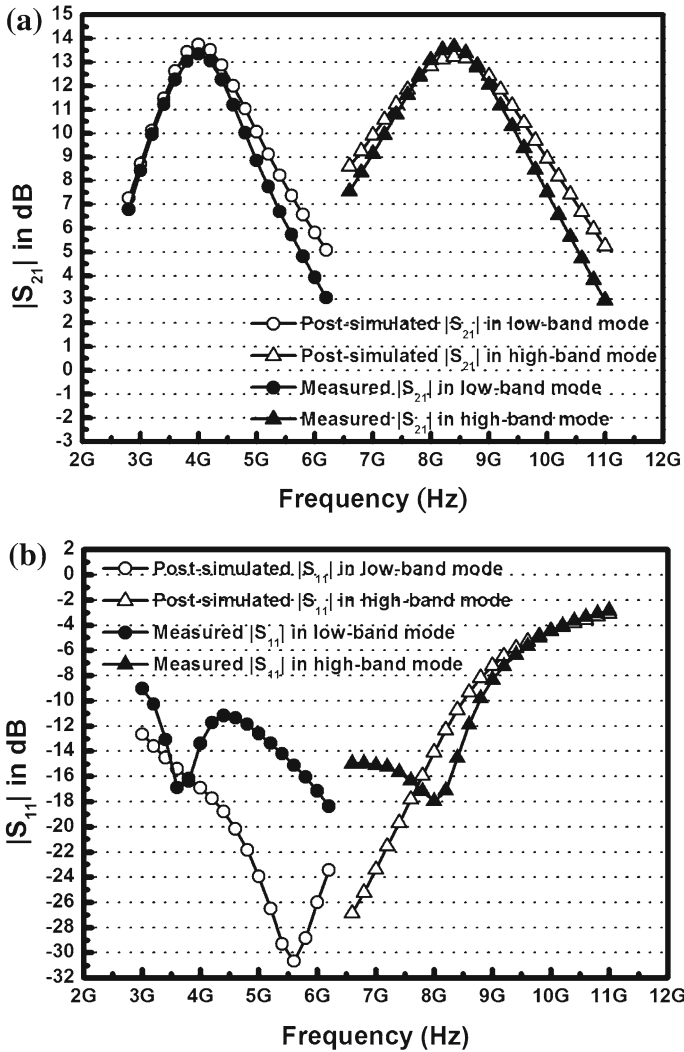 (a)
15
14
13
12
11
10
9
8
7
6
5
4
3
2
1
0
-1
-2
-3
|S21| in dB
Post-simulated |S21| in low-band mode
Post-simulated |S21| in high-band mode
Measured |S21| in low-band mode
Measured |S21| in high-band mode
2G 3G 4G 5G 6G 7G 8G 9G 10G 11G 12G
Frequency (Hz)
(b)
2
0
-2
-4
-6
-8
-10
-12
-14
-16
-18
-20
-22
-24
-26
-28
-30
-32
|S11| in dB
Post-simulated |S11| in low-band mode
Post-simulated |S11| in high-band mode
Measured |S11| in low-band mode
Measured |S11| in high-band mode
2G 3G 4G 5G 6G 7G 8G 9G 10G 11G 12G
Frequency (Hz)